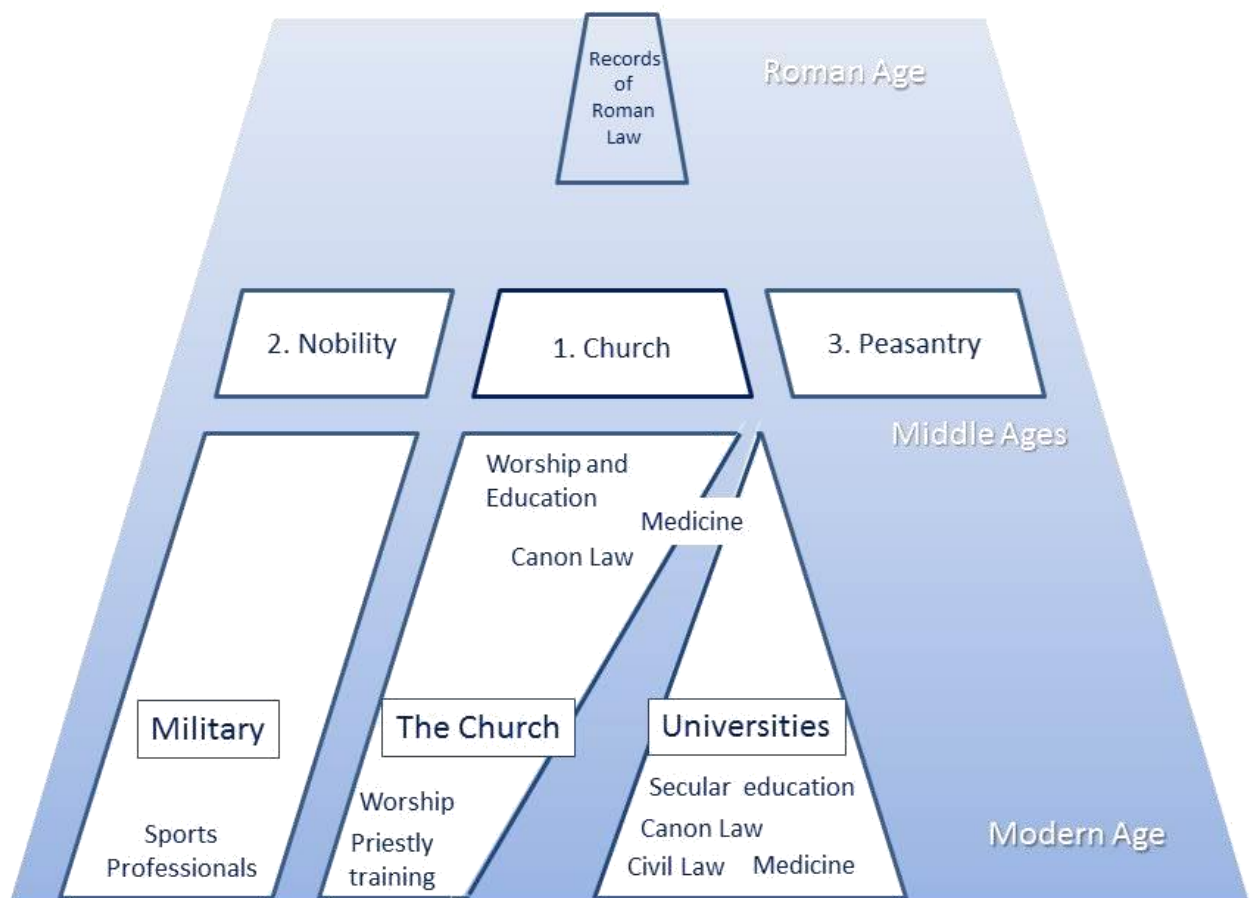 Records
of
Roman
Law
Roman Age
2. Nobility
1. Church
3. Peasantry
Middle Ages
Worship and
Education
Medicine
Canon Law
Military
The Church
Universities
Sports
Professionals
Worship
Priestly
training
Secular education
Canon Law
Civil Law Medicine
Modern Age